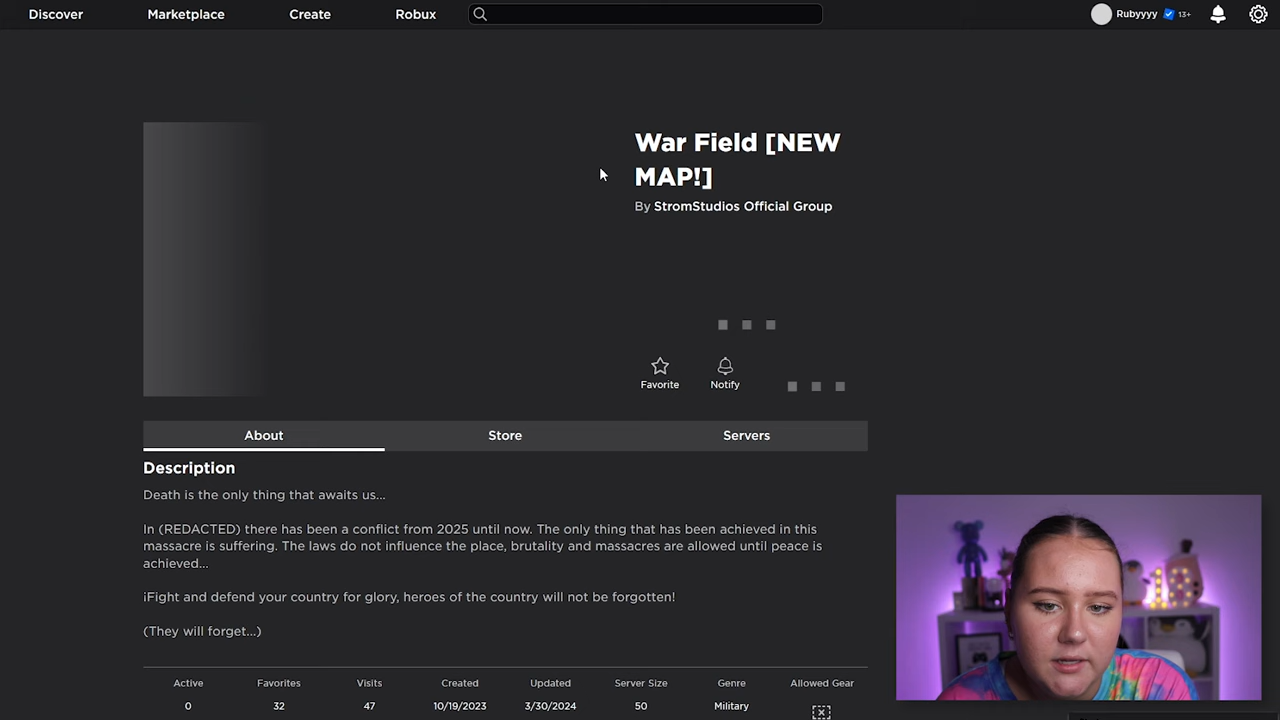 Discover Marketplace Create Robux Rubyyyy 13+
War Field [NEW
MAP!]
By StromStudios Official Group
Favorite Notify
About Store Servers
Description
Death is the only thing that awaits us...
In (REDACTED) there has been a conflict from 2025 until now. The only thing that has been achieved in this
massacre is suffering. The laws do not influence the place, brutality and massacres are allowed until peace is
achieved...
¡Fight and defend your country for glory, heroes of the country will not be forgotten!
(They will forget...)
Active Favorites Visits Created Updated Server Size Genre Allowed Gear
0 32 47 10/19/2023 3/30/2024 50 Military